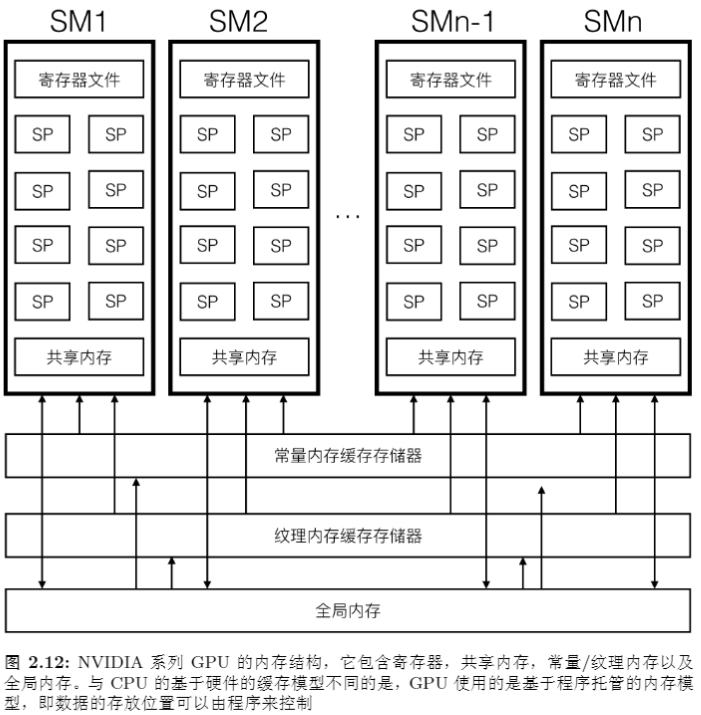 SM1 SM2 SMn-1 SMn
寄存器文件 寄存器文件 寄存器文件 寄存器文件
SP SP SP SP SP SP SP SP
SP SP SP SP SP SP SP SP
...
SP SP SP SP SP SP SP SP
SP SP SP SP SP SP SP SP
共享内存 共享内存 共享内存 共享内存
常量内存缓存存储器
纹理内存缓存存储器
全局内存
图 2.12: NVIDIA 系列 GPU 的内存结构，它包含寄存器，共享内存，常量/纹理内存以及
全局内存。与 CPU 的基于硬件的缓存模型不同的是，GPU 使用的是基于程序托管的内存模
型，即数据的存放位置可以由程序来控制